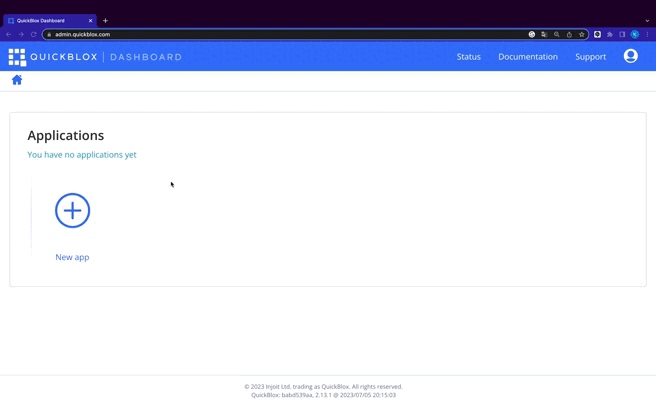 QuickBlox Dashboard
admin.quickblox.com
QUICKBLOX | DASHBOARD
Status
Documentation
Support
Applications
You have no applications yet
New app
© 2023 Injoit Ltd. trading as QuickBlox. All rights reserved.
QuickBlox: babd539aa, 2.13.1 @ 2023/07/05 20:15:03